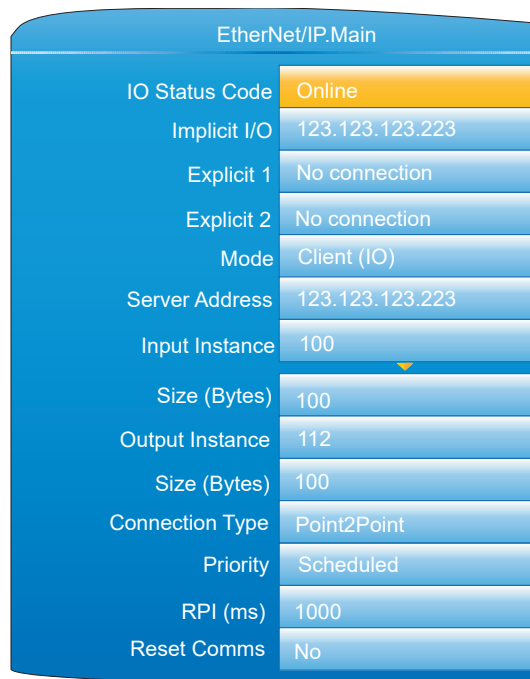 EtherNet/IP.Main
IO Status Code Online
Implicit I/O 123.123.123.223
Explicit 1 No connection
Explicit 2 No connection
Mode Client (IO)
Server Address 123.123.123.223
Input Instance 100
Size (Bytes) 100
Output Instance 112
Size (Bytes) 100
Connection Type Point2Point
Priority Scheduled
RPI (ms) 1000
Reset Comms No